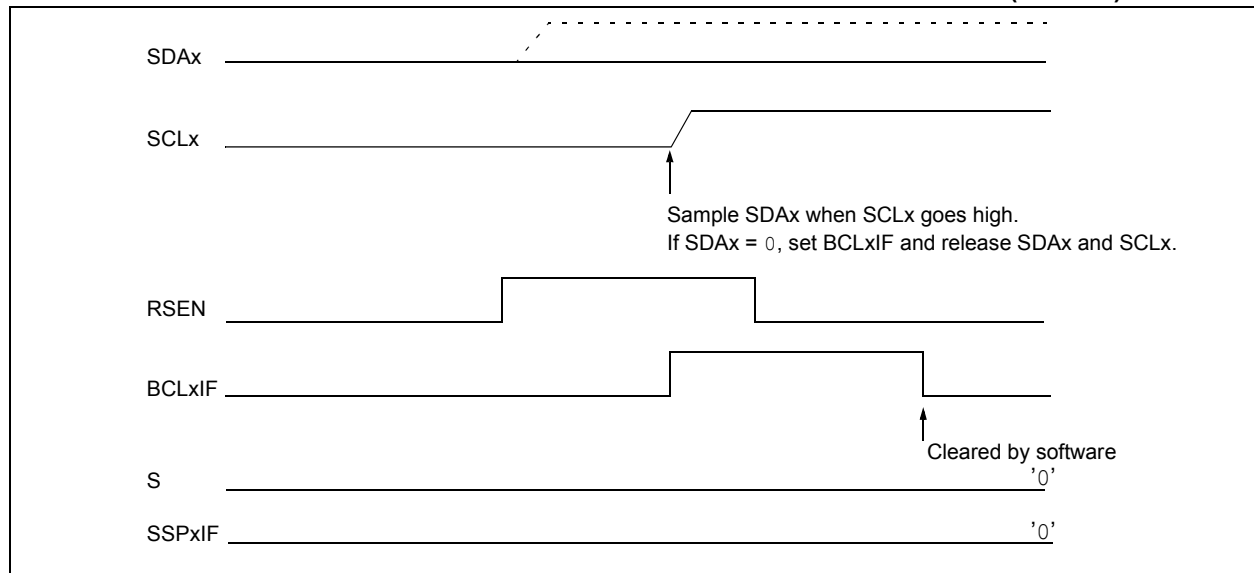 SDAx
SCLx
Sample SDAx when SCLx goes high.
If SDAx = 0, set BCLxIF and release SDAx and SCLx.
RSEN
BCLxIF
Cleared by software
S
'0'
SSPxIF
'0'